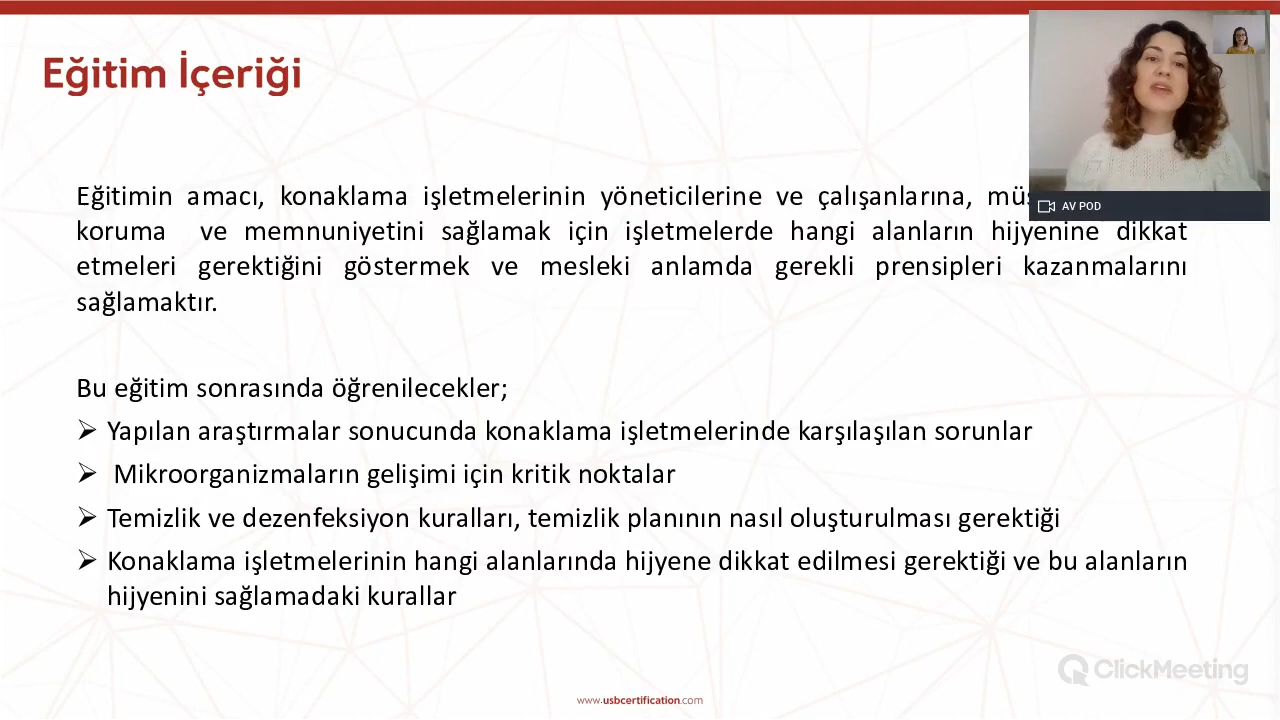 Eğitim İçeriği
AV POD
Eğitimin amacı, konaklama işletmelerinin yöneticilerine ve çalışanlarına,
koruma ve memnuniyetini sağlamak için işletmelerde hangi alanların hijyenine dikkat
etmeleri gerektiğini göstermek ve mesleki anlamda gerekli prensipleri kazanmalarını
sağlamaktır.
Bu eğitim sonrasında öğrenilecekler;
➢ Yapılan araştırmalar sonucunda konaklama işletmelerinde karşılaşılan sorunlar
➢ Mikroorganizmaların gelişimi için kritik noktalar
➢ Temizlik ve dezenfeksiyon kuralları, temizlik planının nasıl oluşturulması gerektiği
➢ Konaklama işletmelerinin hangi alanlarında hijyene dikkat edilmesi gerektiği ve bu alanların
hijyenini sağlamadaki kurallar
ClickMeeting
www.usbcertification.com